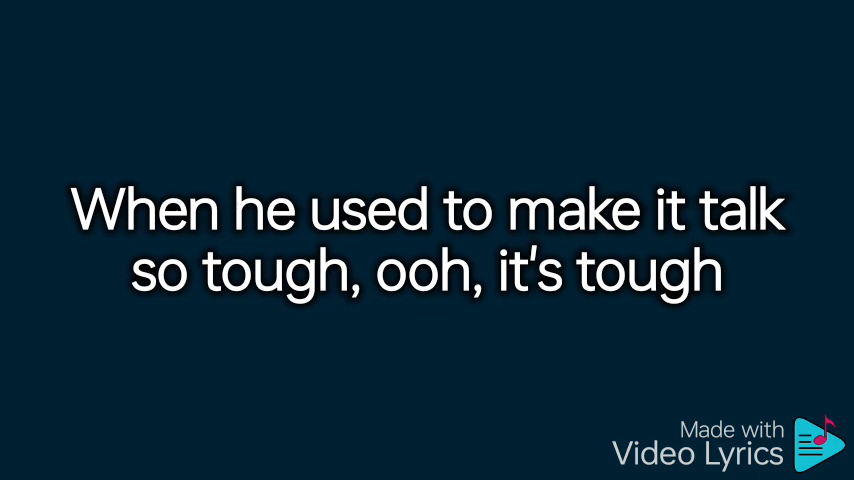 When he used to make it talk
so tough, ooh, it's tough
Made with
Video Lyrics